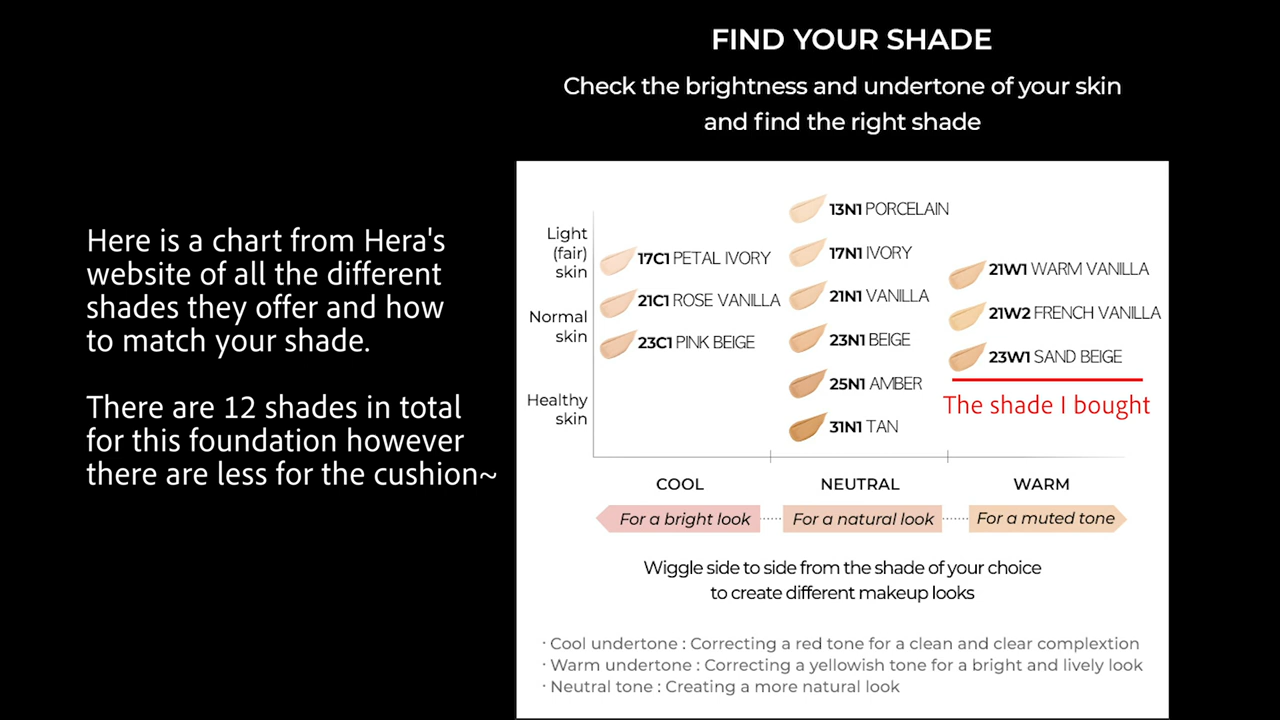 FIND YOUR SHADE
Check the brightness and undertone of your skin
and find the right shade
Here is a chart from Hera's
website of all the different
shades they offer and how
to match your shade.
There are 12 shades in total
for this foundation however
there are less for the cushion~
Light
(fair)
skin
Normal
skin
Healthy
skin
17C1 PETAL IVORY
21C1 ROSE VANILLA
23C1 PINK BEIGE
13N1 PORCELAIN
17N1 IVORY
21N1 VANILLA
23N1 BEIGE
25N1 AMBER
31N1 TAN
21W1 WARM VANILLA
21W2 FRENCH VANILLA
23W1 SAND BEIGE
The shade I bought
COOL
NEUTRAL
WARM
For a bright look
For a natural look
For a muted tone
Wiggle side to side from the shade of your choice
to create different makeup looks
· Cool undertone : Correcting a red tone for a clean and clear complextion
· Warm undertone : Correcting a yellowish tone for a bright and lively look
· Neutral tone : Creating a more natural look